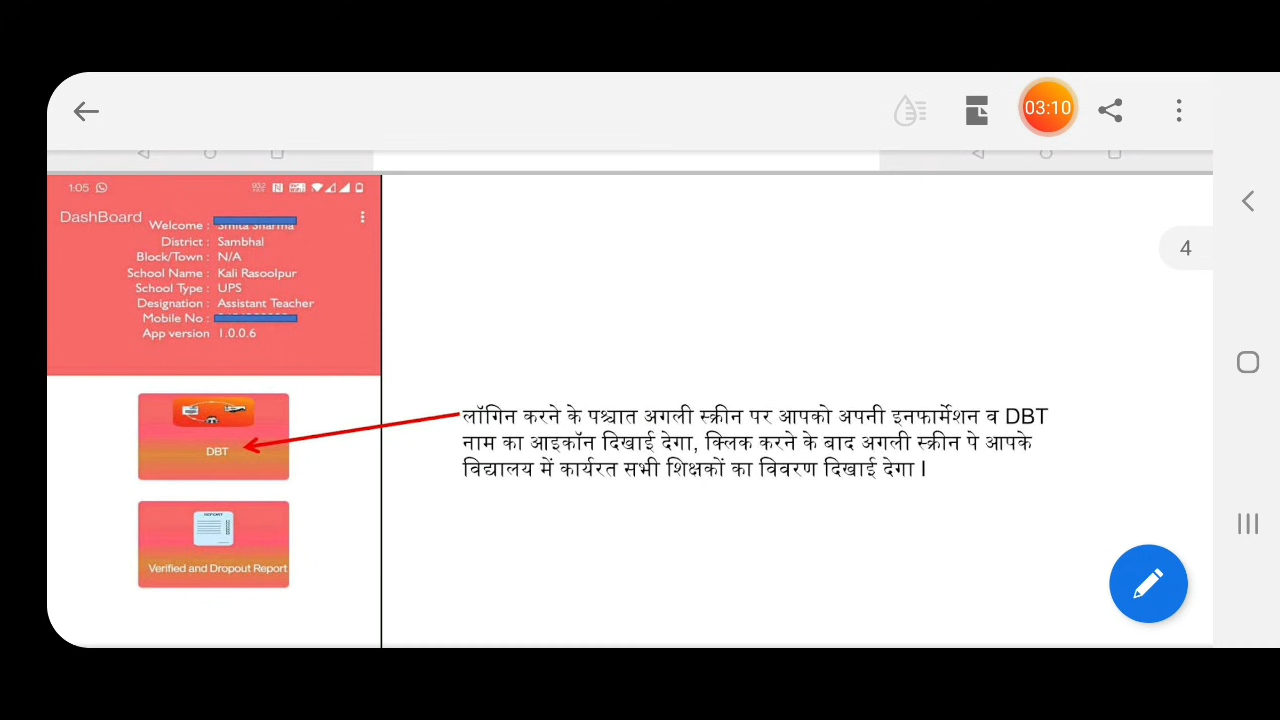 03:10
1:05
DashBoard
Welcome :
District : Sambhal
Block/Town : N/A
School Name : Kali Rasoolpur
School Type : UPS
Designation : Assistant Teacher
Mobile No :
App version 1.0.0.6
DBT
REPORT
Verified and Dropout Report
लॉगिन करने के पश्चात अगली स्क्रीन पर आपको अपनी इनफार्मेशन व DBT
नाम का आइकॉन दिखाई देगा, क्लिक करने के बाद अगली स्क्रीन पे आपके
विद्यालय में कार्यरत सभी शिक्षकों का विवरण दिखाई देगा I
4